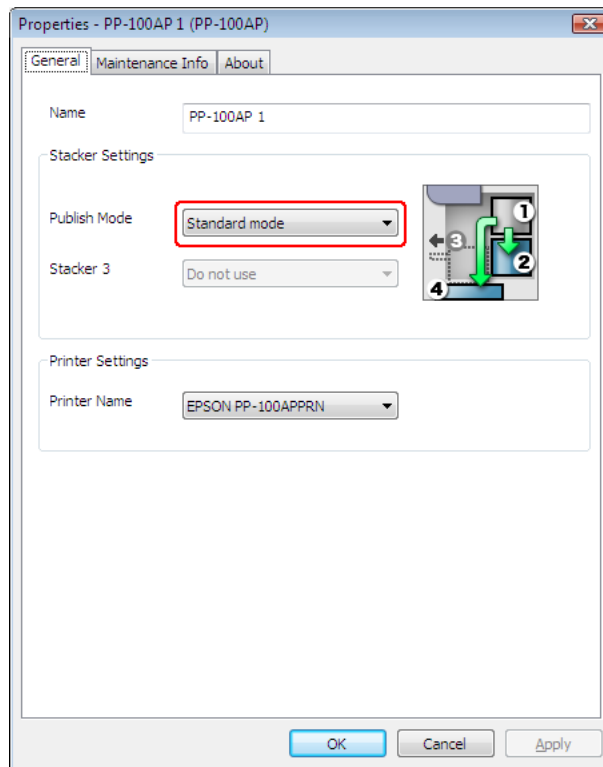 Properties - PP-100AP 1 (PP-100AP)
General Maintenance Info About
Name PP-100AP 1
Stacker Settings
Publish Mode Standard mode
Stacker 3 Do not use
1
3
2
4
Printer Settings
Printer Name EPSON PP-100APPRN
OK Cancel Apply